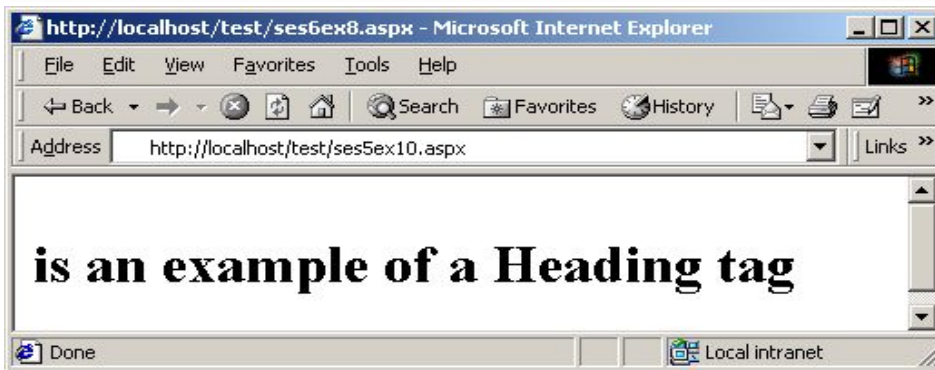 http://localhost/test/ses6ex8.aspx - Microsoft Internet Explorer
File Edit View Favorites Tools Help
Back Search Favorites History »
Address http://localhost/test/ses5ex10.aspx Links »
is an example of a Heading tag
Done Local intranet